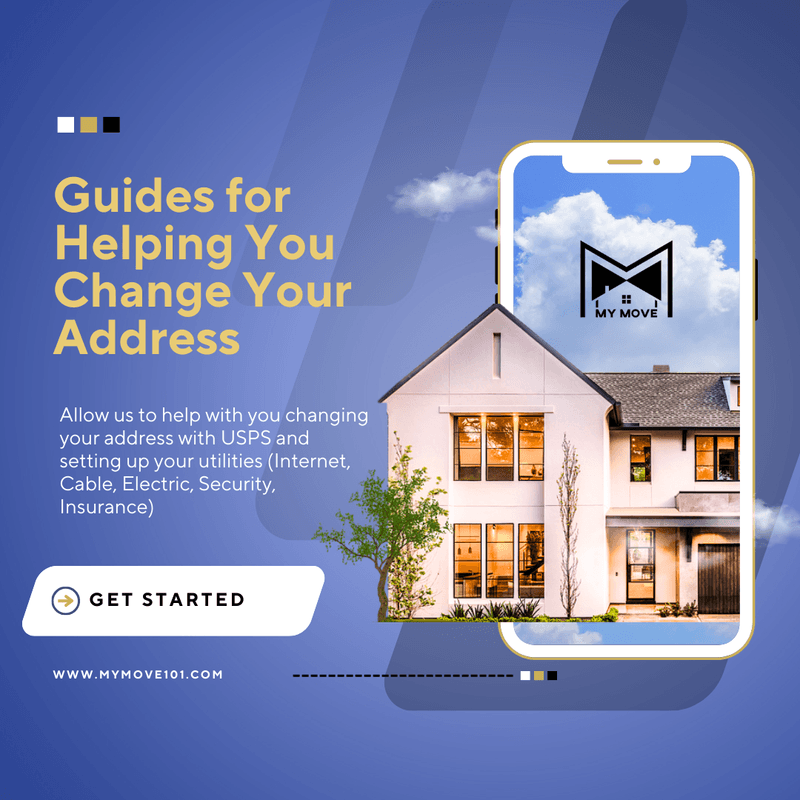 Guides for
Helping You
Change Your
Address
MY MOVE
Allow us to help with you changing
your address with USPS and
setting up your utilities (Internet,
Cable, Electric, Security,
Insurance)
GET STARTED
WWW.MYMOVE101.COM